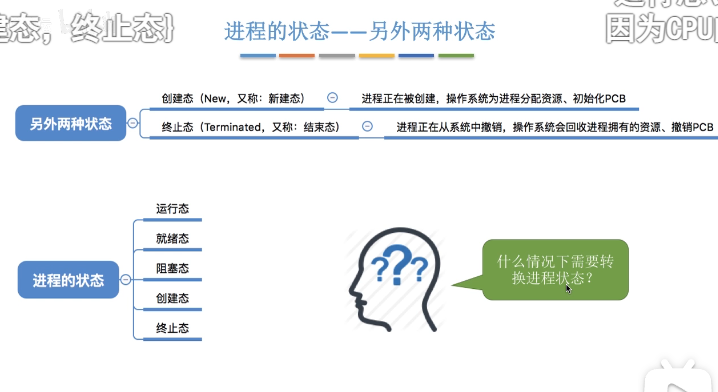 建态，终止态}
因为CPU
进程的状态——另外两种状态
另外两种状态
创建态（New，又称：新建态）
进程正在被创建，操作系统为进程分配资源、初始化PCB
终止态（Terminated，又称：结束态）
进程正在从系统中撤销，操作系统会回收进程拥有的资源、撤销PCB
进程的状态
运行态
就绪态
阻塞态
创建态
终止态
???
什么情况下需要转
换进程状态？